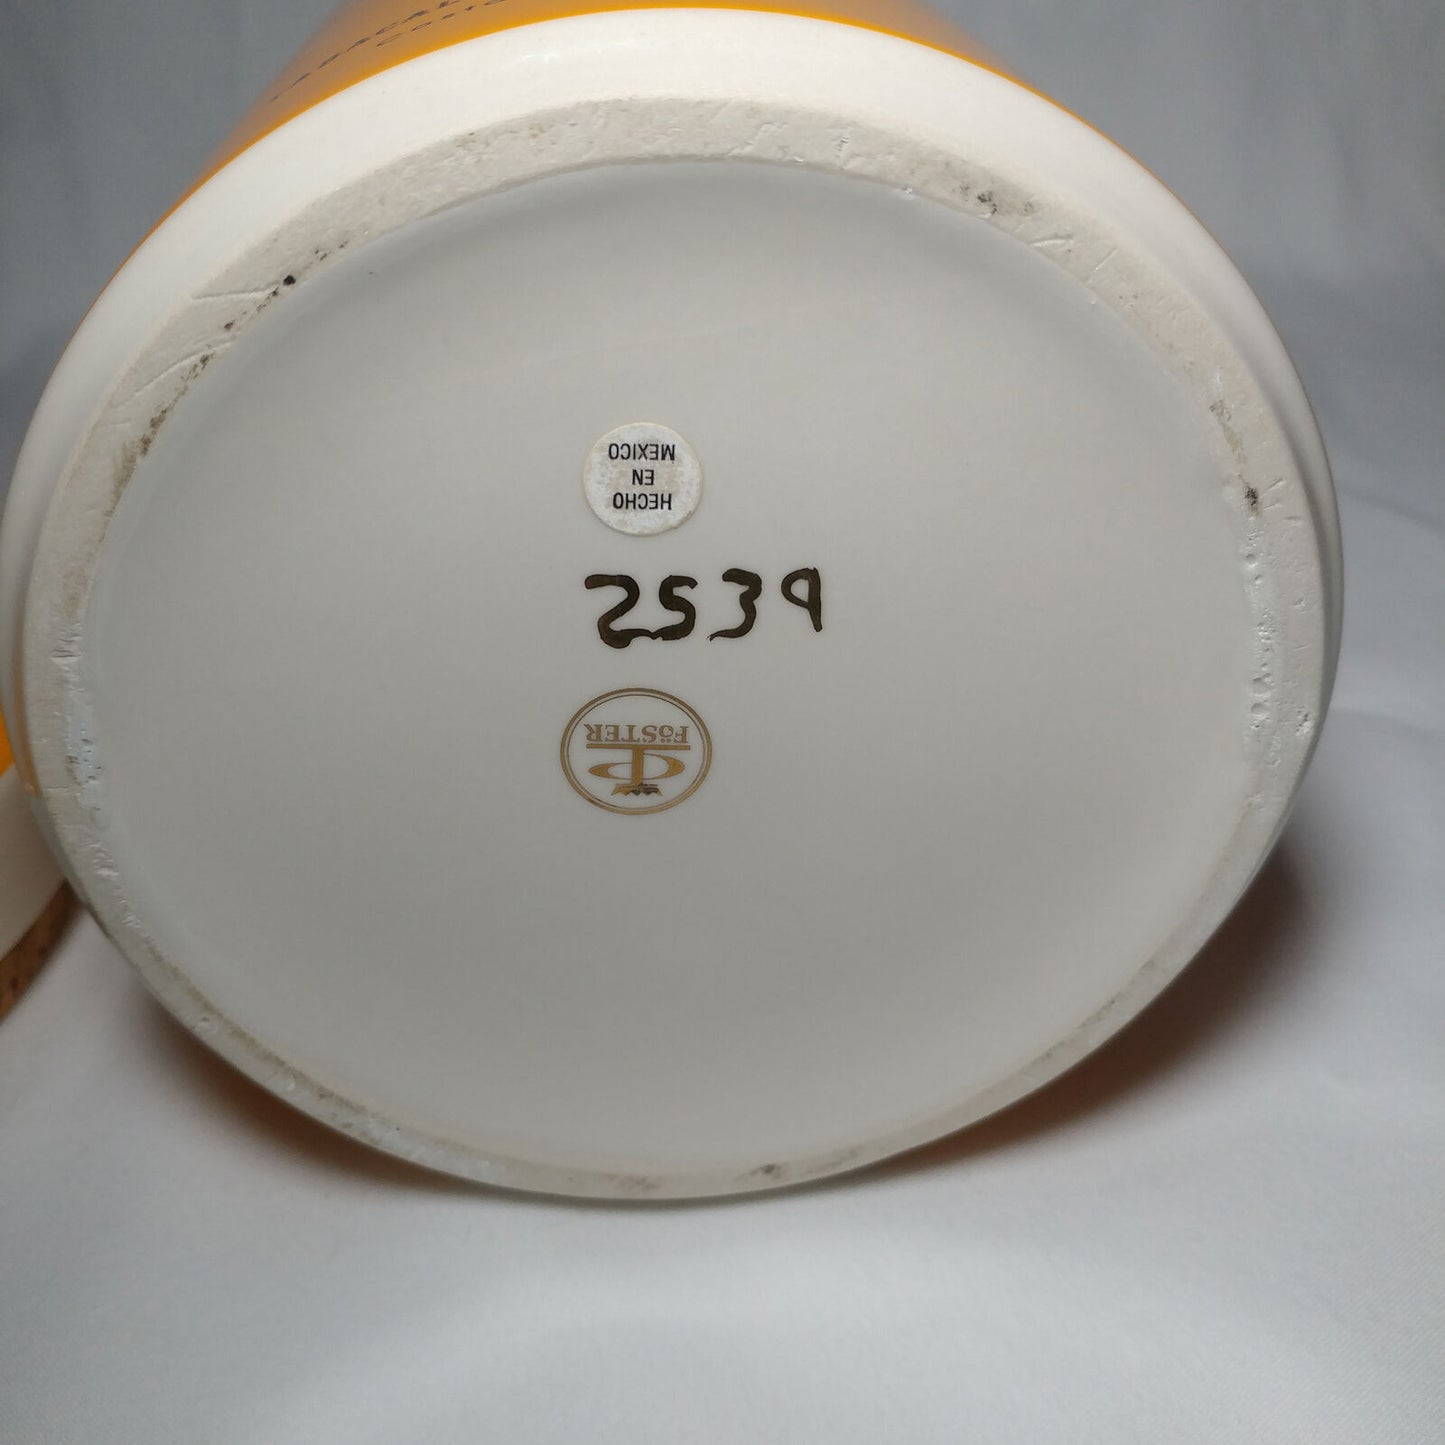 HECHO
EN
MEXICO
2539
FöSTER